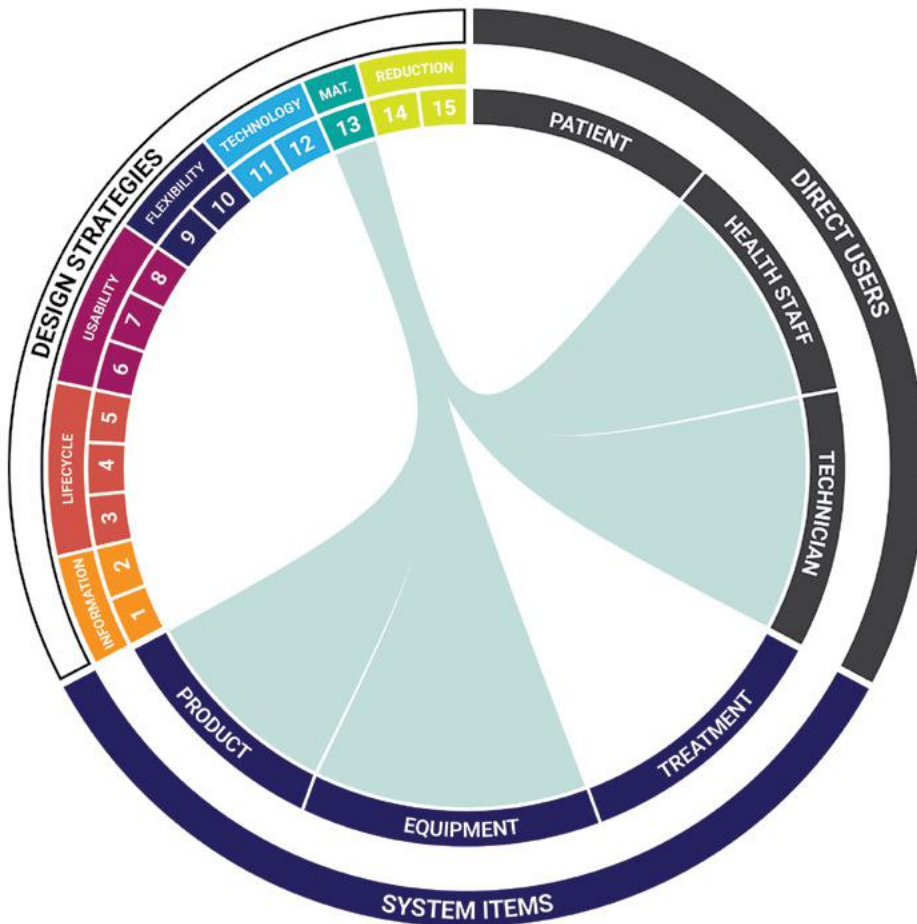 DESIGN STRATEGIES
INFORMATION
1
2
LIFECYCLE
3
4
5
USABILITY
6
7
8
FLEXIBILITY
9
10
TECHNOLOGY
11
12
MAT.
13
REDUCTION
14
15
DIRECT USERS
PATIENT
HEALTH STAFF
TECHNICIAN
SYSTEM ITEMS
TREATMENT
EQUIPMENT
PRODUCT